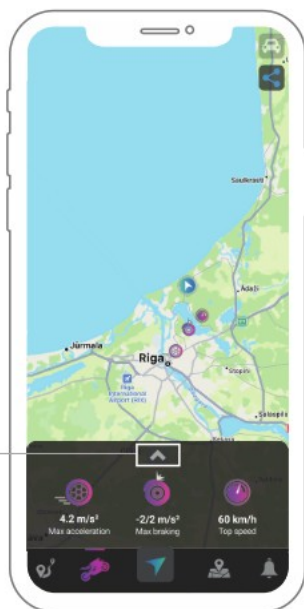 Saulkrasti
Ādaži
Jūrmala
Riga
Riga
International
Airport (RIX)
Stopiņi
Salaspils
4.2 m/s²
-2/2 m/s²
60 km/h
Max acceleration
Max braking
Top speed